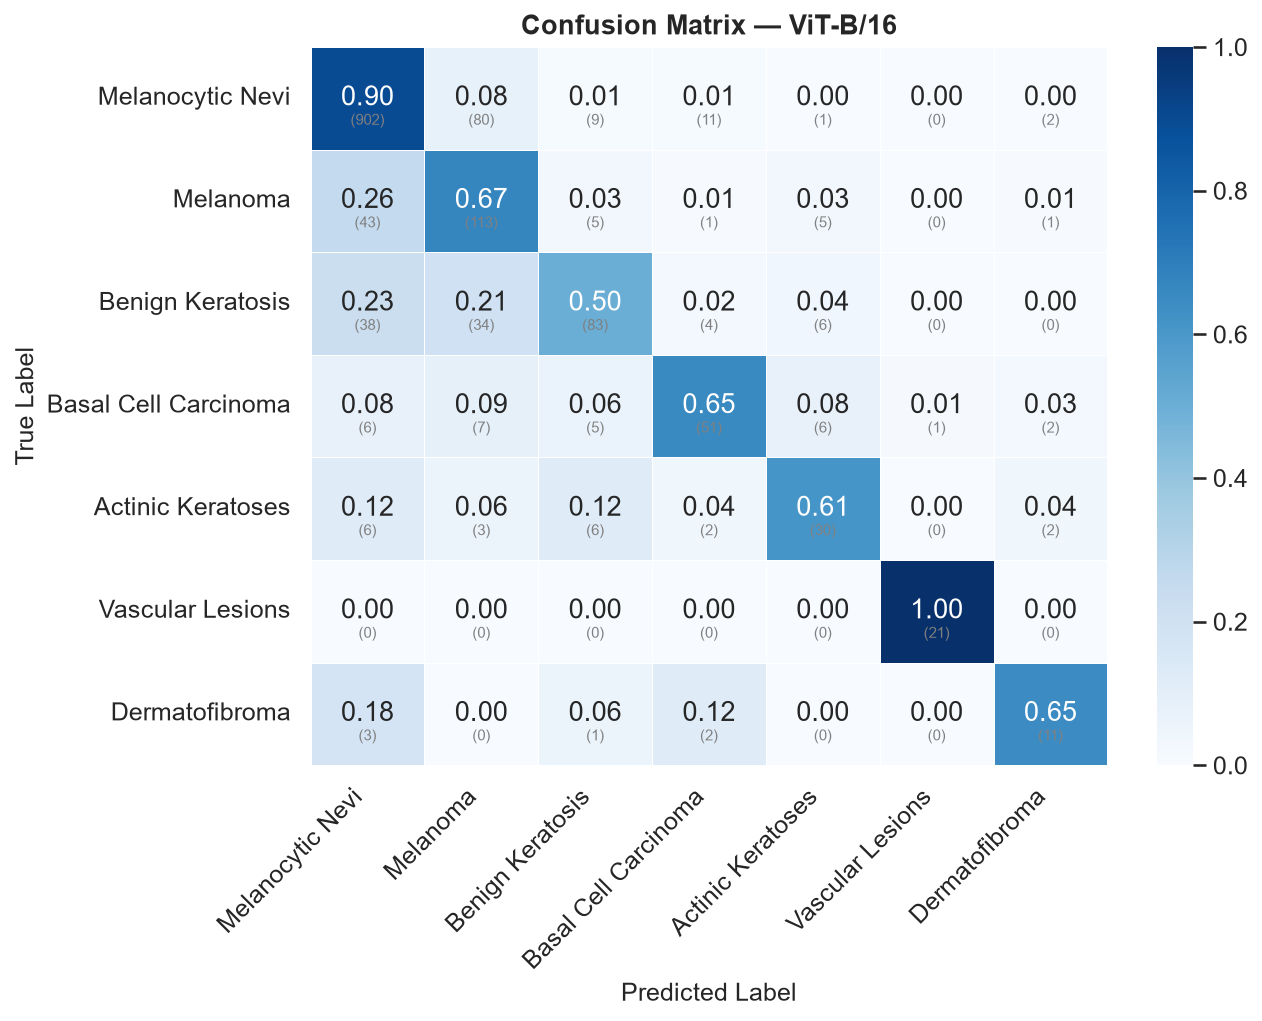 Confusion Matrix — ViT-B/16
Melanocytic Nevi 0.90 0.08 0.01 0.01 0.00 0.00 0.00
(902) (80) (9) (11) (1) (0) (2)
Melanoma 0.26 0.67 0.03 0.01 0.03 0.00 0.01
(43) (113) (5) (1) (5) (0) (1)
Benign Keratosis 0.23 0.21 0.50 0.02 0.04 0.00 0.00
(38) (34) (83) (4) (6) (0) (0)
Basal Cell Carcinoma 0.08 0.09 0.06 0.65 0.08 0.01 0.03
(6) (7) (5) (51) (6) (1) (2)
Actinic Keratoses 0.12 0.06 0.12 0.04 0.61 0.00 0.04
(6) (3) (6) (2) (30) (0) (2)
Vascular Lesions 0.00 0.00 0.00 0.00 0.00 1.00 0.00
(0) (0) (0) (0) (0) (21) (0)
Dermatofibroma 0.18 0.00 0.06 0.12 0.00 0.00 0.65
(3) (0) (1) (2) (0) (0) (11)
True Label
Melanocytic Nevi
Melanoma
Benign Keratosis
Basal Cell Carcinoma
Actinic Keratoses
Vascular Lesions
Dermatofibroma
Predicted Label
1.0
0.8
0.6
0.4
0.2
0.0